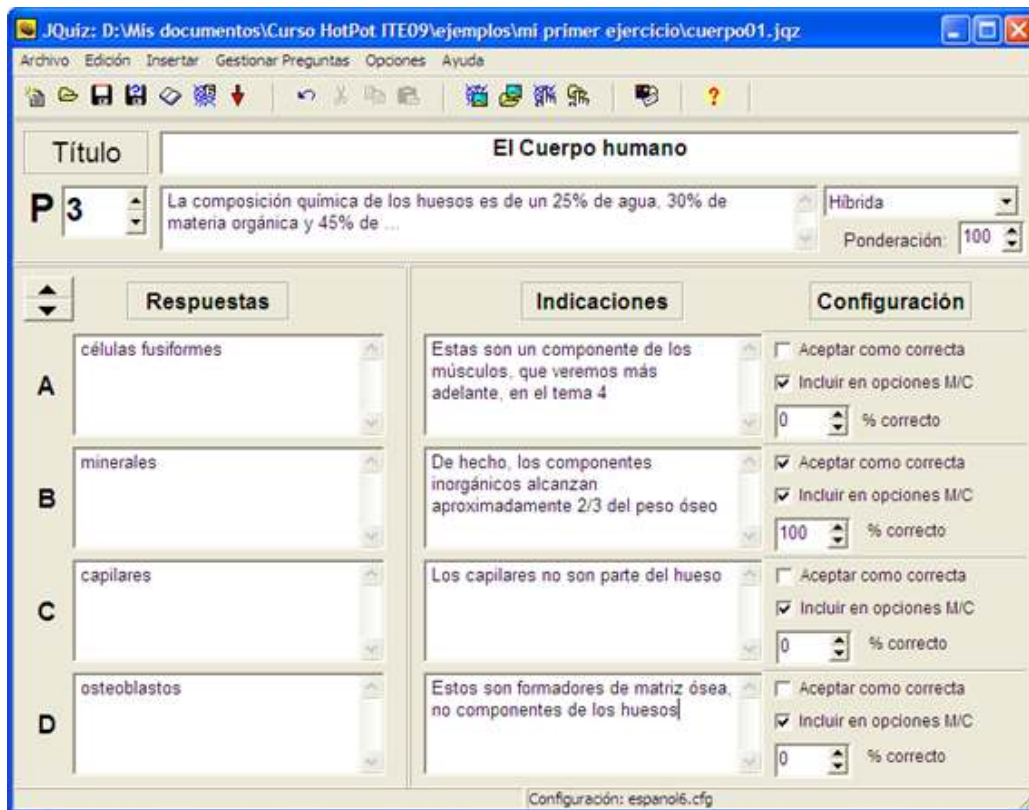 JQuiz: D:\Mis documentos\Curso HotPot ITE09\ejemplos\mi primer ejercicio\cuerpo01.jqz
Archivo Edición Insertar Gestionar Preguntas Opciones Ayuda
Título
El Cuerpo humano
P 3
La composición química de los huesos es de un 25% de agua, 30% de
materia orgánica y 45% de ...
Híbrida
Ponderación: 100
Respuestas Indicaciones Configuración
A
células fusiformes
Estas son un componente de los
músculos, que veremos más
adelante, en el tema 4
Aceptar como correcta
Incluir en opciones M/C
0 % correcto
B
minerales
De hecho, los componentes
inorgánicos alcanzan
aproximadamente 2/3 del peso óseo
Aceptar como correcta
Incluir en opciones M/C
100 % correcto
C
capilares
Los capilares no son parte del hueso
Aceptar como correcta
Incluir en opciones M/C
0 % correcto
D
osteoblastos
Estos son formadores de matriz ósea,
no componentes de los huesos
Aceptar como correcta
Incluir en opciones M/C
0 % correcto
Configuración: espanol6.cfg